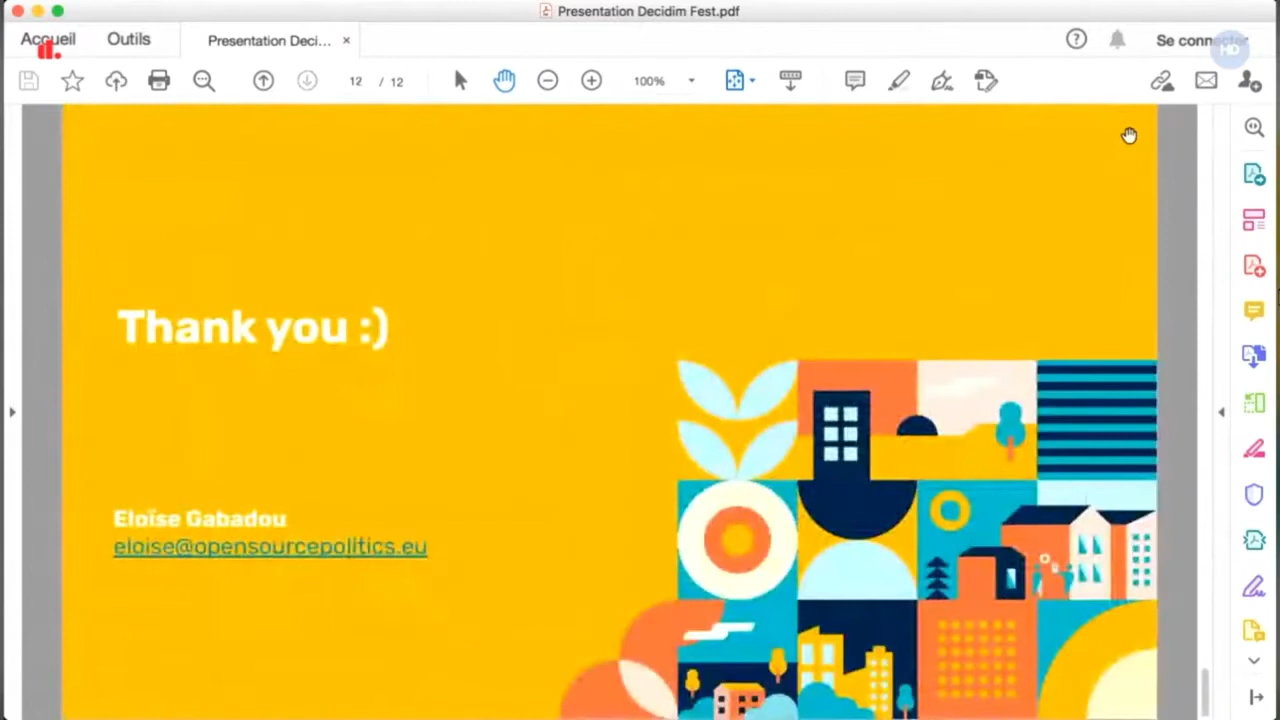 Presentation Decidim Fest.pdf
Accueil
Outils
Presentation Deci... ×
Se connecter
HD
d.
12 / 12
100%
Thank you :)
Eloïse Gabadou
eloise@opensourcepolitics.eu